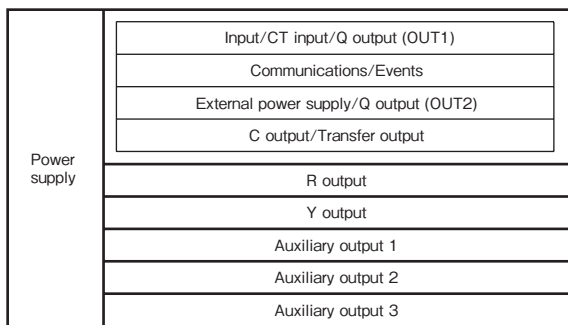 Input/CT input/Q output (OUT1)
Communications/Events
External power supply/Q output (OUT2)
C output/Transfer output
Power
supply
R output
Y output
Auxiliary output 1
Auxiliary output 2
Auxiliary output 3